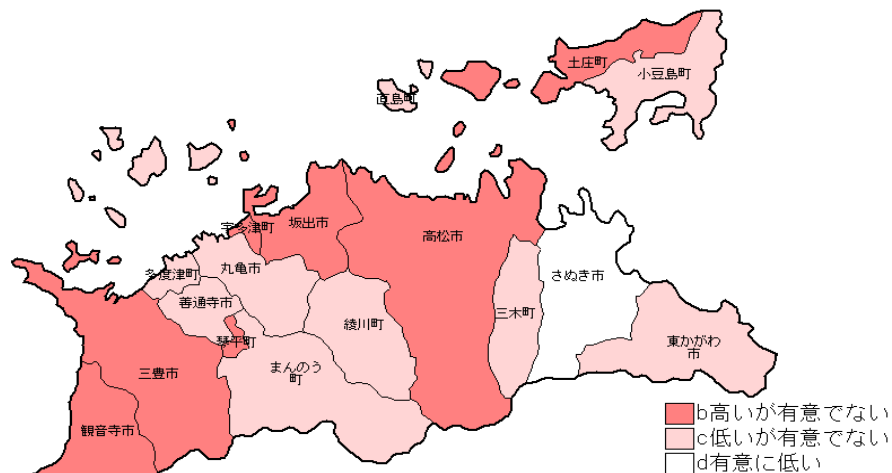 土庄町
小豆島町
直島町
宇多津町
坂出市
高松市
多度津町
丸亀市
さぬき市
善通寺市
綾川町
三木町
琴平町
東かがわ
市
三豊市
まんのう
町
観音寺市
b高いが有意でない
c低いが有意でない
d有意に低い